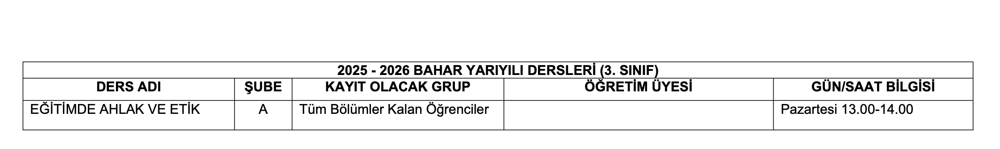 2025 - 2026 BAHAR YARIYILI DERSLERİ (3. SINIF)
DERS ADI ŞUBE KAYIT OLACAK GRUP ÖĞRETİM ÜYESİ GÜN/SAAT BİLGİSİ
EĞİTİMDE AHLAK VE ETİK A Tüm Bölümler Kalan Öğrenciler Pazartesi 13.00-14.00